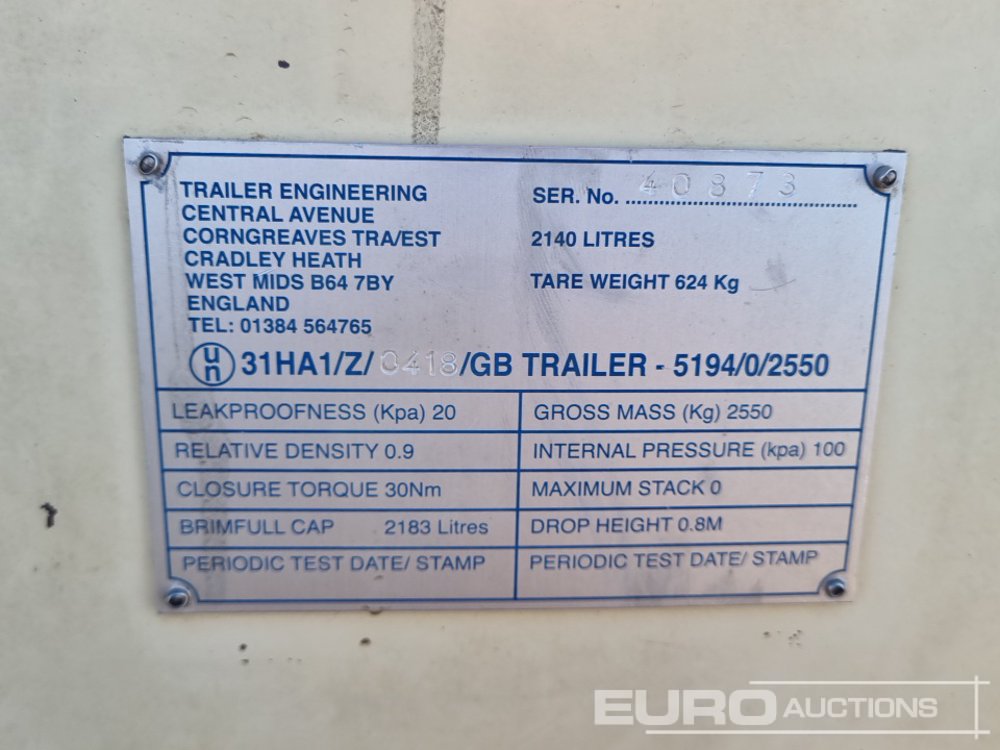 TRAILER ENGINEERING
CENTRAL AVENUE
CORNGREAVES TRA/EST
CRADLEY HEATH
WEST MIDS B64 7BY
ENGLAND
TEL: 01384 564765
SER. No. 40873
2140 LITRES
TARE WEIGHT 624 Kg
un 31HA1/Z/0418/GB TRAILER - 5194/0/2550
LEAKPROOFNESS (Kpa) 20
GROSS MASS (Kg) 2550
RELATIVE DENSITY 0.9
INTERNAL PRESSURE (kpa) 100
CLOSURE TORQUE 30Nm
MAXIMUM STACK 0
BRIMFULL CAP 2183 Litres
DROP HEIGHT 0.8M
PERIODIC TEST DATE/ STAMP
PERIODIC TEST DATE/ STAMP
EURO AUCTIONS